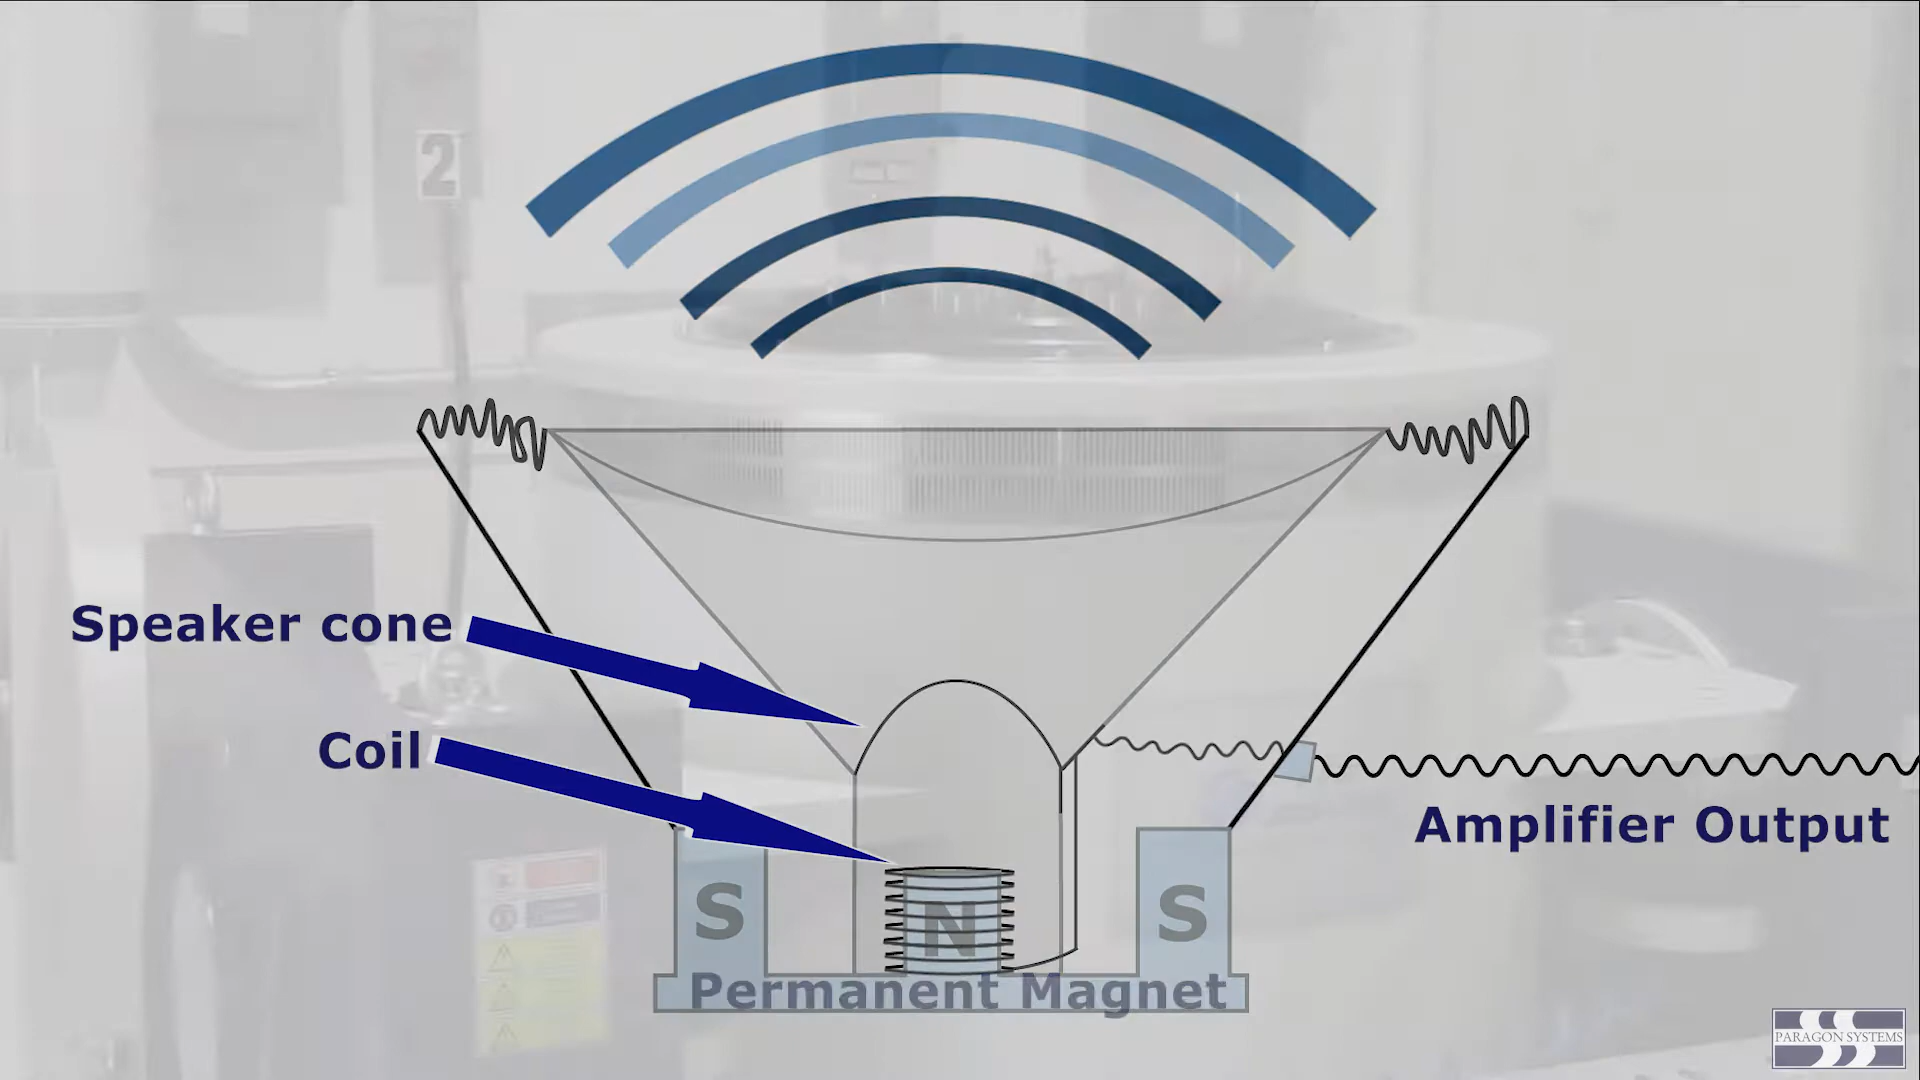 2
Speaker cone
Coil
Amplifier Output
S
N
S
Permanent Magnet
PARAGON SYSTEMS